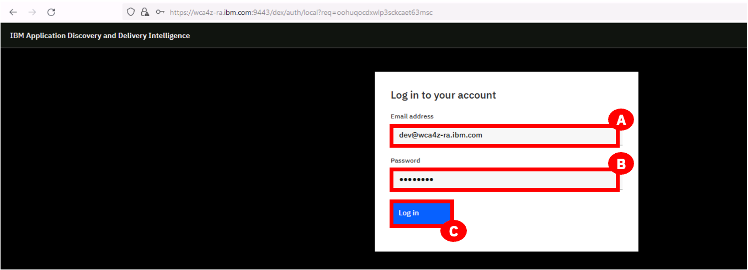 https://wca4z-ra.ibm.com:9443/dex/auth/local?req=oohuqocdxwlp3sckcaet63msc
IBM Application Discovery and Delivery Intelligence
Log in to your account
Email address
A
dev@wca4z-ra.ibm.com
Password
B
••••••••
Log in
C